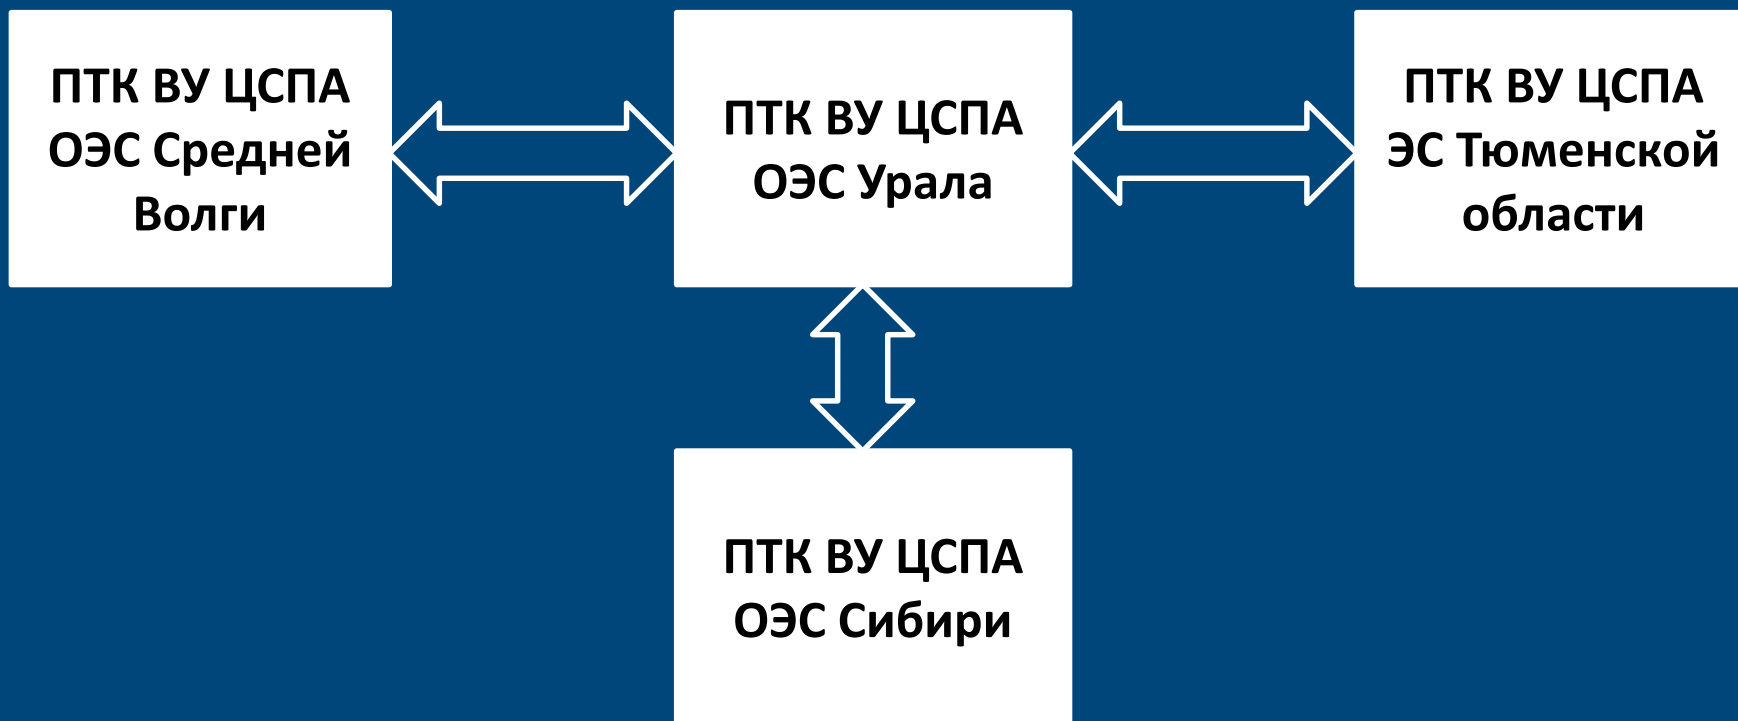 ПТК ВУ ЦСПА
ОЭС Средней
Волги
ПТК ВУ ЦСПА
ОЭС Урала
ПТК ВУ ЦСПА
ЭС Тюменской
области
ПТК ВУ ЦСПА
ОЭС Сибири